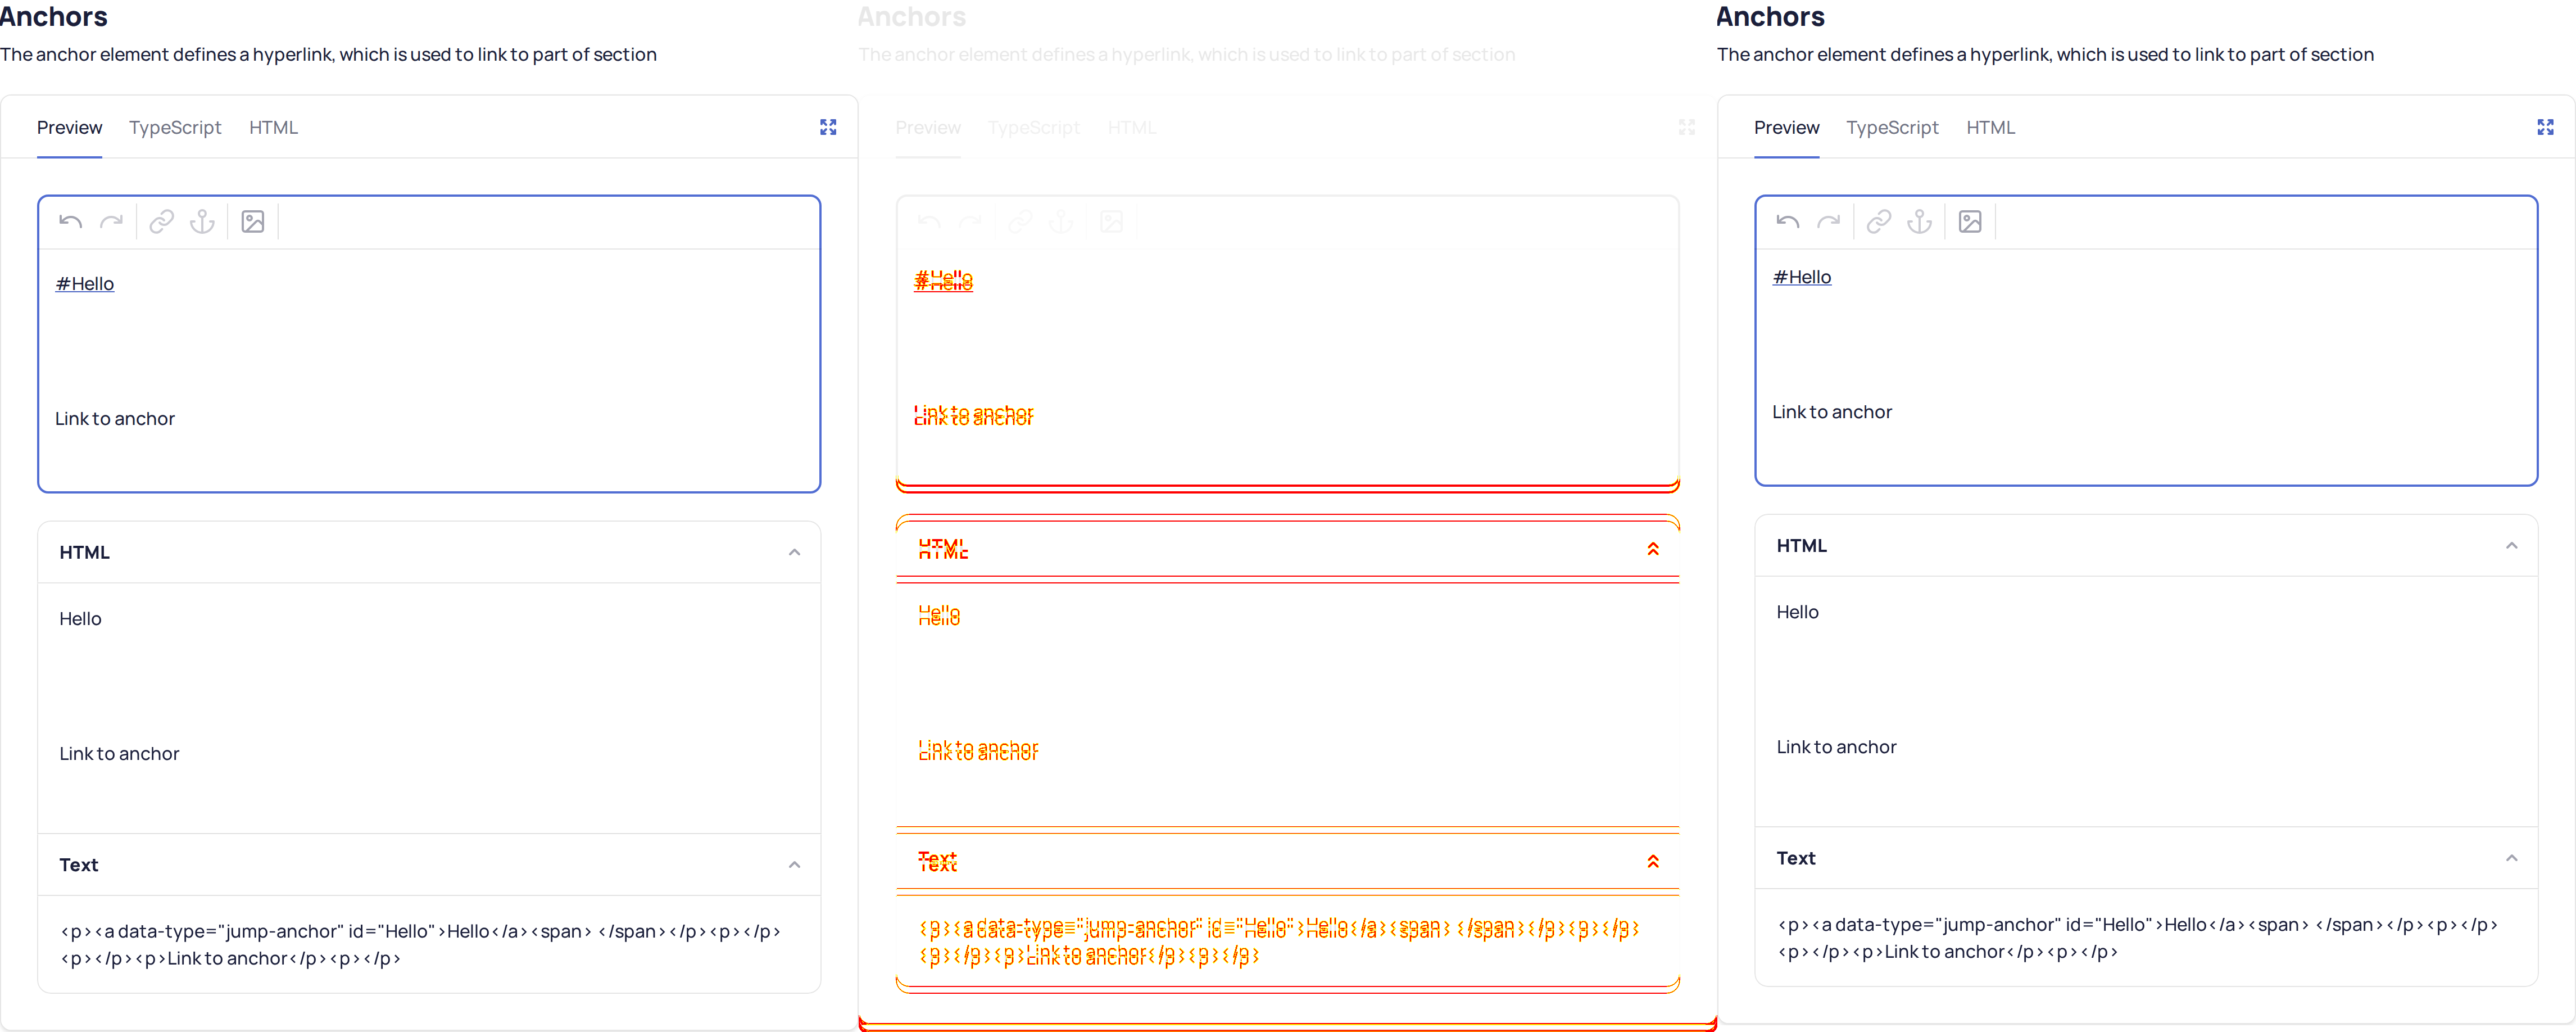 Anchors
The anchor element defines a hyperlink, which is used to link to part of section
Preview TypeScript HTML
#Hello
Link to anchor
HTML
Hello
Link to anchor
Text
<p><a data-type="jump-anchor" id="Hello">Hello</a><span> </span></p><p></p>
<p></p><p>Link to anchor</p><p></p>
Anchors
The anchor element defines a hyperlink, which is used to link to part of section
Preview TypeScript HTML
#Hello
Link to anchor
HTML
Hello
Link to anchor
Text
<p><a data-type="jump-anchor" id="Hello">Hello</a><span> </span></p><p></p>
<p></p><p>Link to anchor</p><p></p>
Anchors
The anchor element defines a hyperlink, which is used to link to part of section
Preview TypeScript HTML
#Hello
Link to anchor
HTML
Hello
Link to anchor
Text
<p><a data-type="jump-anchor" id="Hello">Hello</a><span> </span></p><p></p>
<p></p><p>Link to anchor</p><p></p>